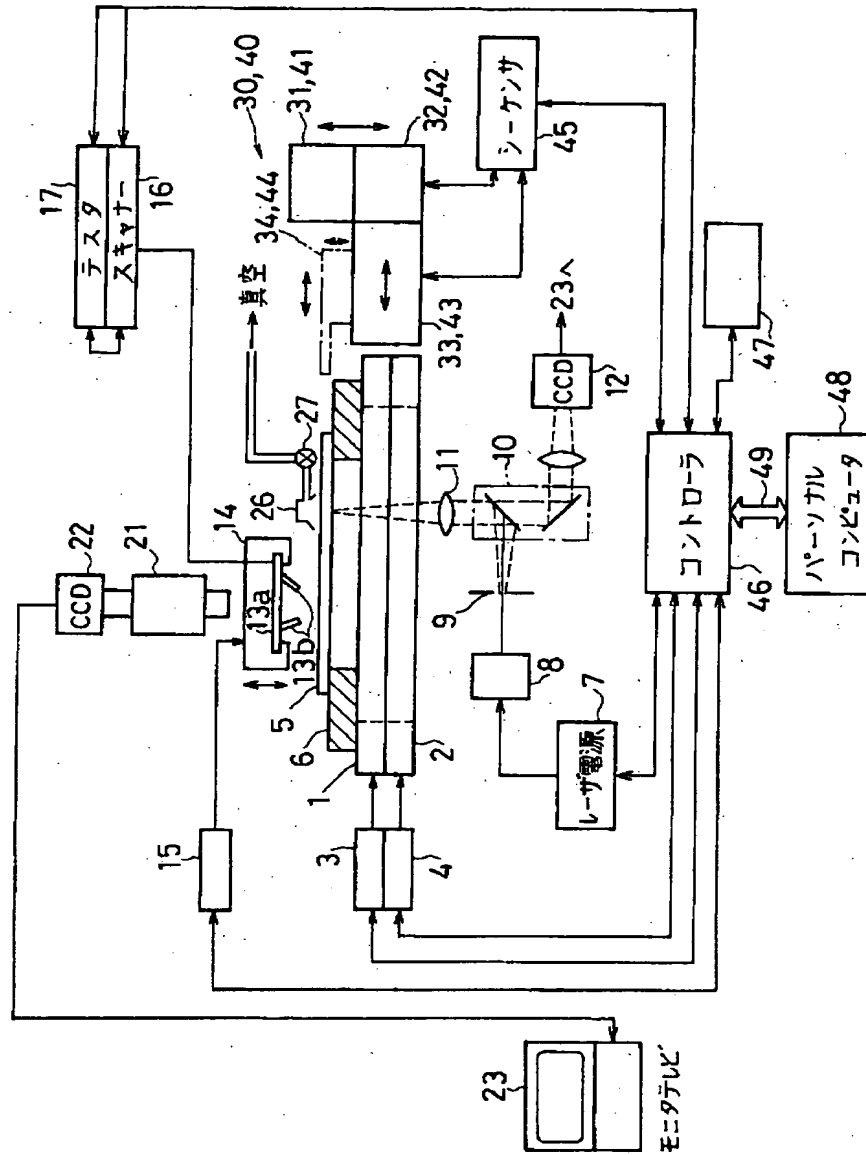 17
テスタ
スキャナー
16
30,40
31,41
32,42
34,44
シーケンサ
45
真空
33,43
27
26
CCD
23へ
12
47
22
CCD
21
14
13a
13b
11
10
コントローラ
46
48
49
パーソナル
コンピュータ
5
6
1
2
9
8
7
レーザ電源
15
3
4
23
モニタテレビ